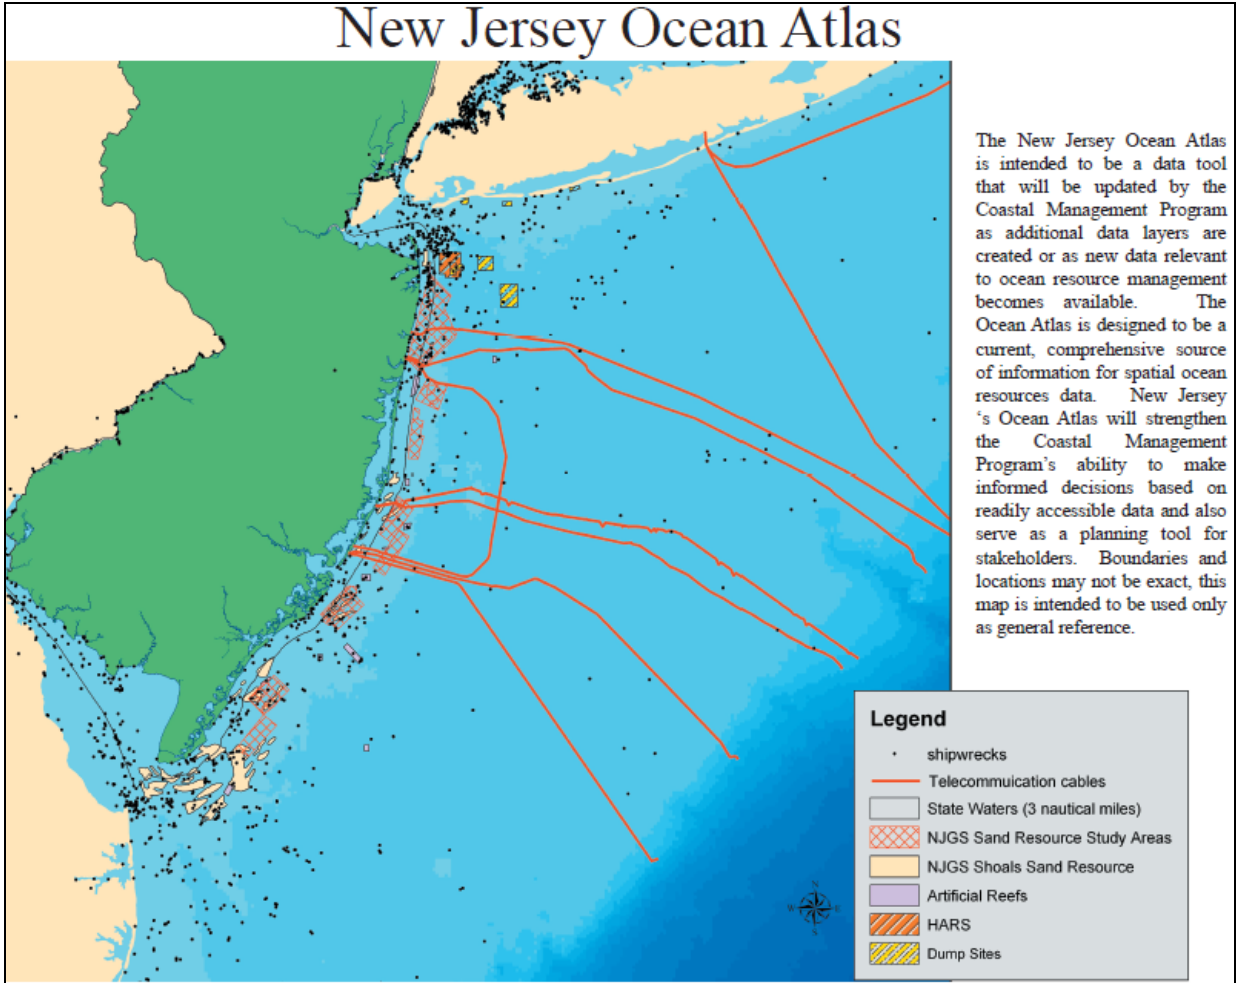 New Jersey Ocean Atlas
The New Jersey Ocean Atlas
is intended to be a data tool
that will be updated by the
Coastal Management Program
as additional data layers are
created or as new data relevant
to ocean resource management
becomes available. The
Ocean Atlas is designed to be a
current, comprehensive source
of information for spatial ocean
resources data. New Jersey
‘s Ocean Atlas will strengthen
the Coastal Management
Program’s ability to make
informed decisions based on
readily accessible data and also
serve as a planning tool for
stakeholders. Boundaries and
locations may not be exact, this
map is intended to be used only
as general reference.
Legend
shipwrecks
Telecommuication cables
State Waters (3 nautical miles)
NJGS Sand Resource Study Areas
NJGS Shoals Sand Resource
Artificial Reefs
HARS
Dump Sites
N
W E
S